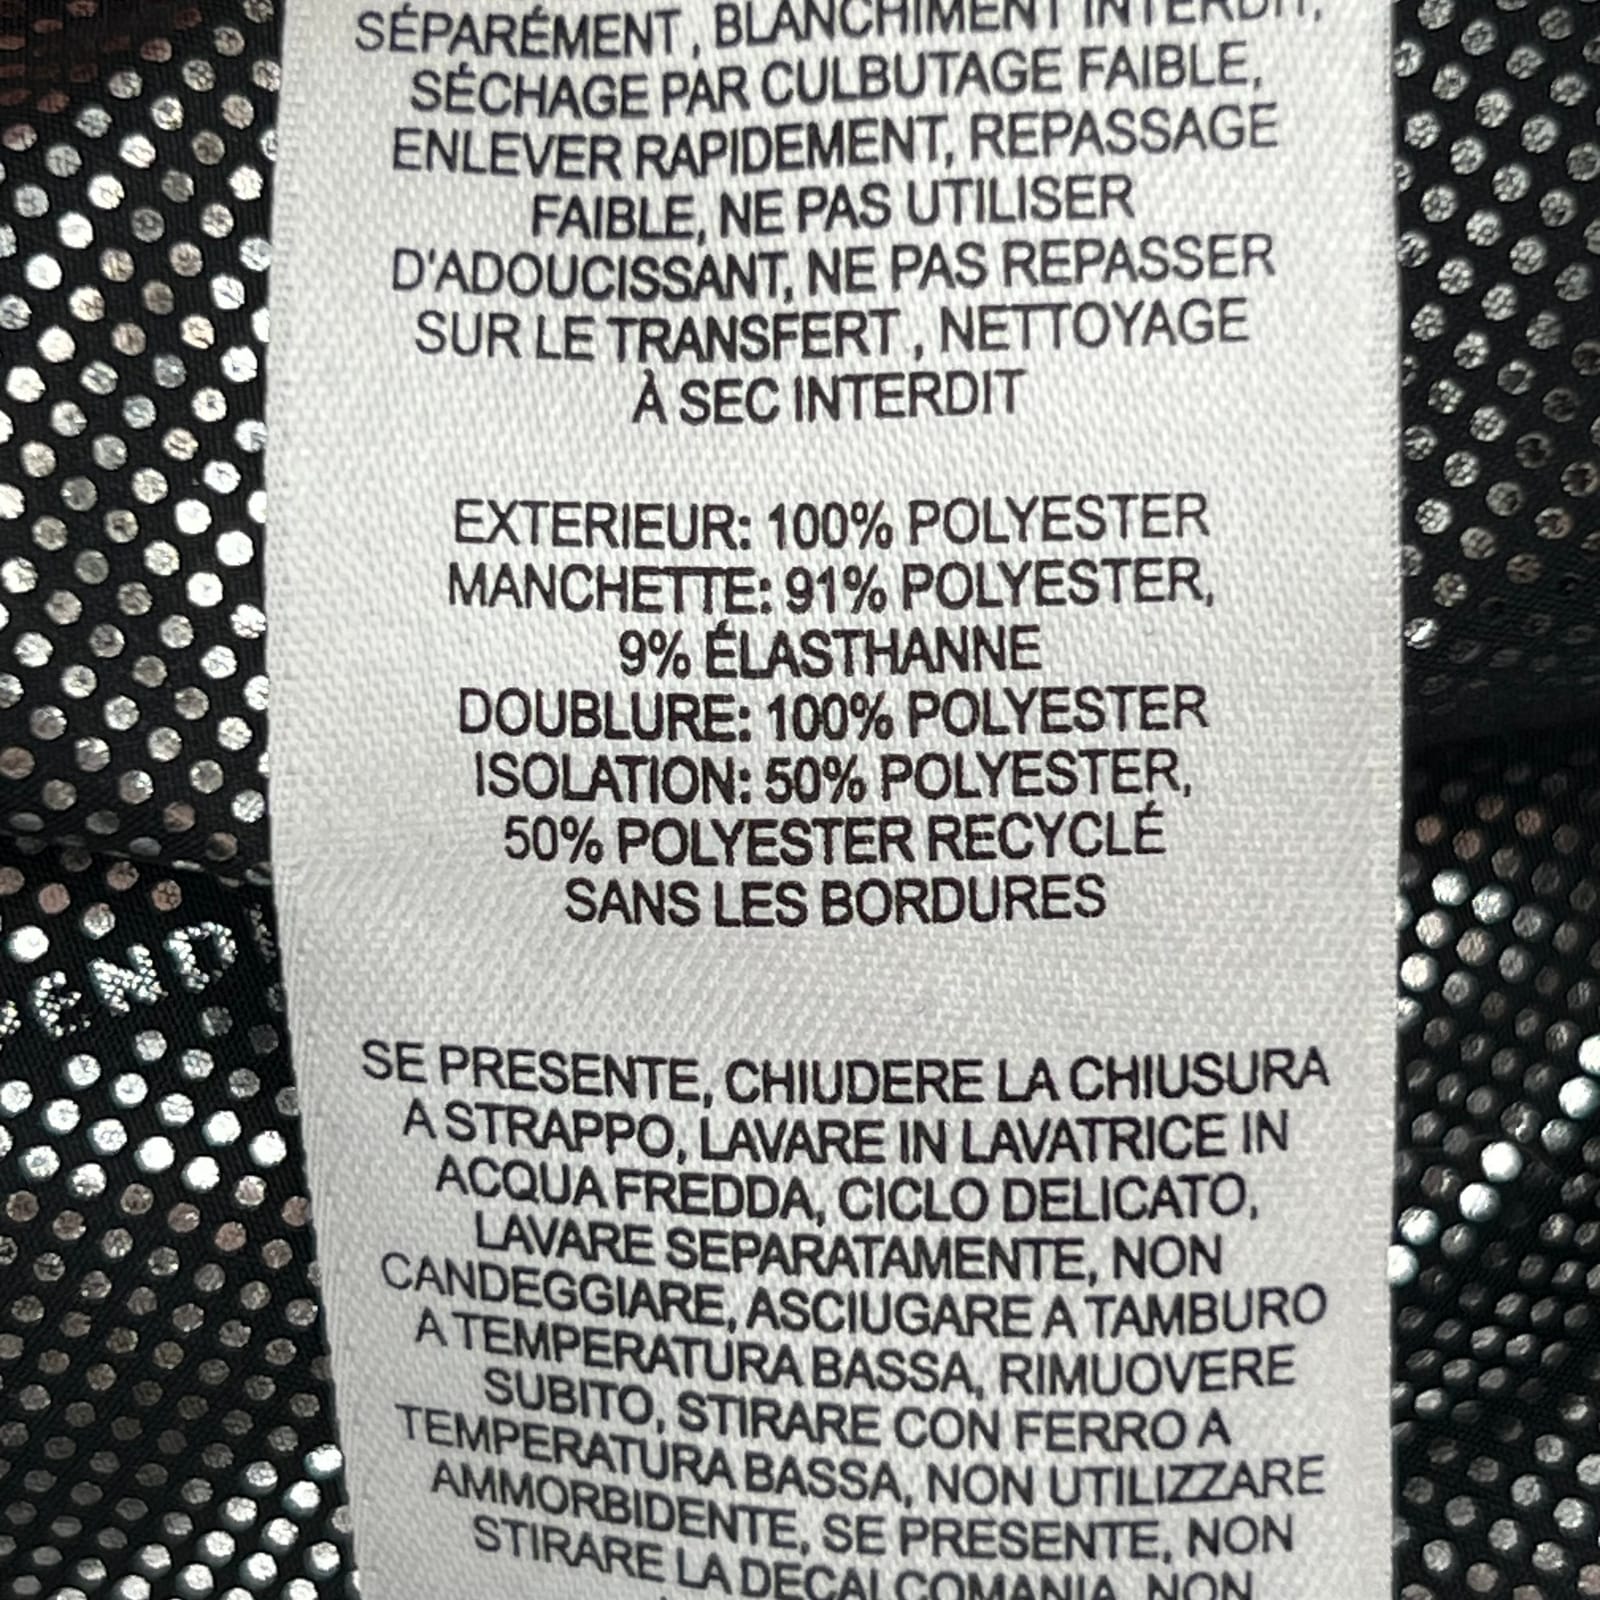 SÉPARÉMENT, BLANCHIMENT INTERDIT,
SÉCHAGE PAR CULBUTAGE FAIBLE,
ENLEVER RAPIDEMENT, REPASSAGE
FAIBLE, NE PAS UTILISER
D'ADOUCISSANT, NE PAS REPASSER
SUR LE TRANSFERT , NETTOYAGE
À SEC INTERDIT
EXTERIEUR: 100% POLYESTER
MANCHETTE: 91% POLYESTER,
9% ÉLASTHANNE
DOUBLURE: 100% POLYESTER
ISOLATION: 50% POLYESTER,
50% POLYESTER RECYCLÉ
SANS LES BORDURES
END
SE PRESENTE, CHIUDERE LA CHIUSURA
A STRAPPO, LAVARE IN LAVATRICE IN
ACQUA FREDDA, CICLO DELICATO,
LAVARE SEPARATAMENTE, NON
CANDEGGIARE, ASCIUGARE A TAMBURO
A TEMPERATURA BASSA, RIMUOVERE
SUBITO, STIRARE CON FERRO A
TEMPERATURA BASSA, NON UTILIZZARE
AMMORBIDENTE, SE PRESENTE, NON
STIRARE LA DECALCOMANIA, NON